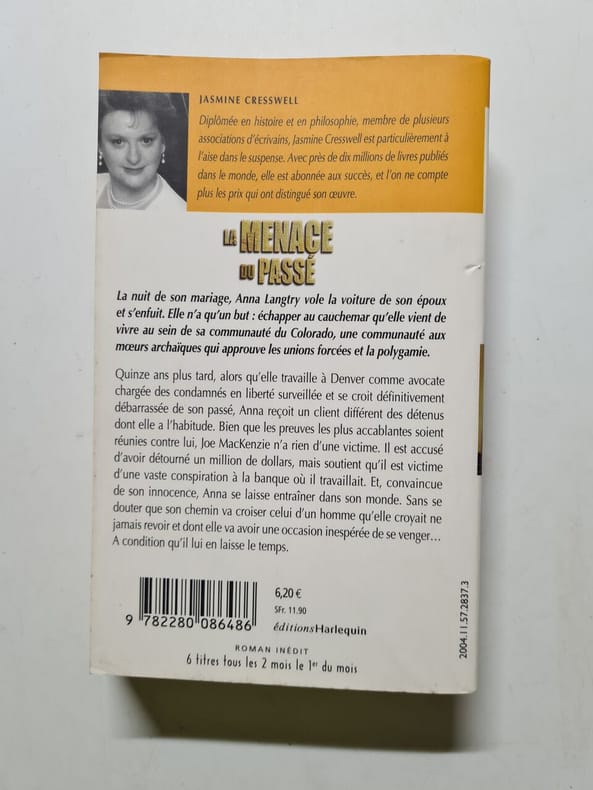 JASMINE CRESSWELL
Diplômée en histoire et en philosophie, membre de plusieurs
associations d'écrivains, Jasmine Cresswell est particulièrement à
l'aise dans le suspense. Avec près de dix millions de livres publiés
dans le monde, elle est abonnée aux succès, et l'on ne compte
plus les prix qui ont distingué son œuvre.
LA MENACE
DU PASSÉ
La nuit de son mariage, Anna Langtry vole la voiture de son époux
et s'enfuit. Elle n'a qu'un but : échapper au cauchemar qu'elle vient de
vivre au sein de sa communauté du Colorado, une communauté aux
mœurs archaïques qui approuve les unions forcées et la polygamie.
Quinze ans plus tard, alors qu'elle travaille à Denver comme avocate
chargée des condamnés en liberté surveillée et se croit définitivement
débarrassée de son passé, Anna reçoit un client différent des détenus
dont elle a l'habitude. Bien que les preuves les plus accablantes soient
réunies contre lui, Joe MacKenzie n'a rien d'une victime. Il est accusé
d'avoir détourné un million de dollars, mais soutient qu'il est victime
d'une vaste conspiration à la banque où il travaillait. Et, convaincue
de son innocence, Anna se laisse entraîner dans son monde. Sans se
douter que son chemin va croiser celui d'un homme qu'elle croyait ne
jamais revoir et dont elle va avoir une occasion inespérée de se venger...
A condition qu'il lui en laisse le temps.
6,20 €
SFr. 11.90
éditionsHarlequin
9 782280 086486
ROMAN INÉDIT
6 titres tous les 2 mois le 1er du mois
2004.11.57.2837.3